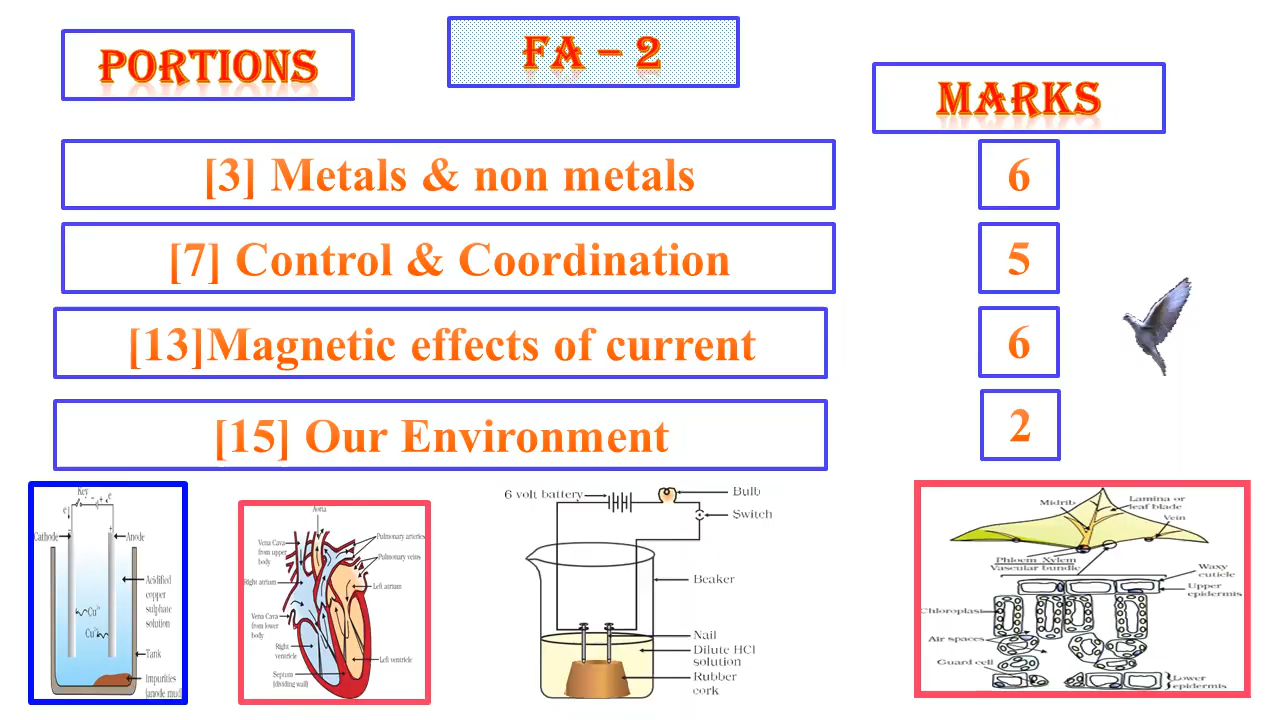 PORTIONS
FA – 2
MARKS
[3] Metals & non metals
6
[7] Control & Coordination
5
[13]Magnetic effects of current
6
[15] Our Environment
2
Key
e
e
Cathode
Anode
Acidified
copper
sulphate
solution
Cu
Cu
Tank
Impurities
(anode mud)
Aorta
Vena Cava
from upper
body
Pulmonary arteries
Pulmonary veins
Right atrium
Left atrium
Vena Cava
from lower
body
Right
ventricle
Left ventricle
Septum
(dividing wall)
6 volt battery
Bulb
Switch
Beaker
Nail
Dilute HCl
solution
Rubber
cork
Midrib
Lamina or
leaf blade
Vein
Phloem Xylem
Vascular bundle
Waxy
cuticle
Upper
epidermis
Chloroplast
Air spaces
Guard cell
Lower
epidermis